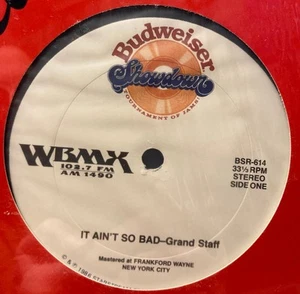 Budweiser
Showdown
TOURNAMENT OF JAMS
WBMX
102.7 FM
AM 1490
BSR-614
33⅓ RPM
STEREO
SIDE ONE
IT AIN'T SO BAD—Grand Staff
Mastered at FRANKFORD WAYNE
NEW YORK CITY